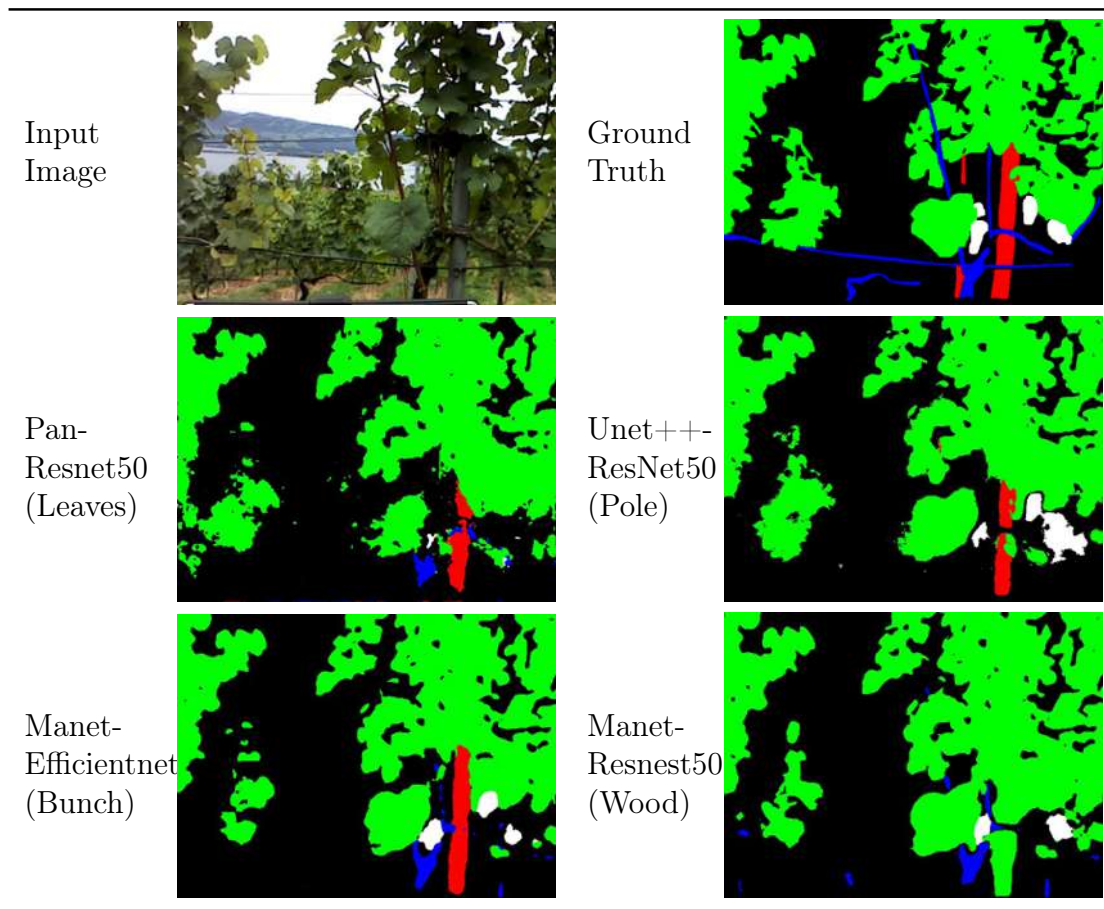 Input
Image
Ground
Truth
Pan-
Resnet50
(Leaves)
Unet++-
ResNet50
(Pole)
Manet-
Efficientnet
(Bunch)
Manet-
Resnest50
(Wood)